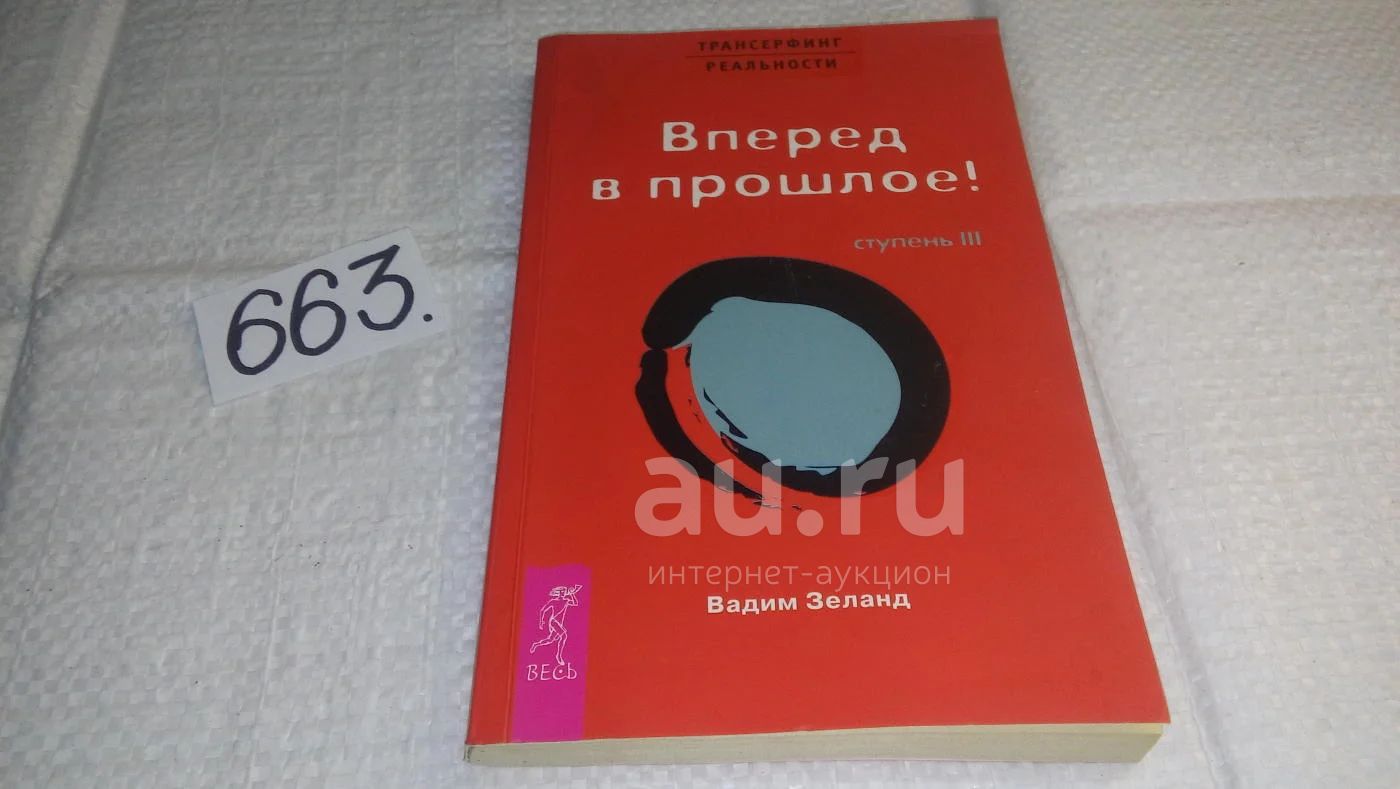 ТРАНСЕРФИНГ
РЕАЛЬНОСТИ
Вперед
в прошлое!
ступень III
663.
au.ru
интернет-аукцион
Вадим Зеланд
ВЕСЬ